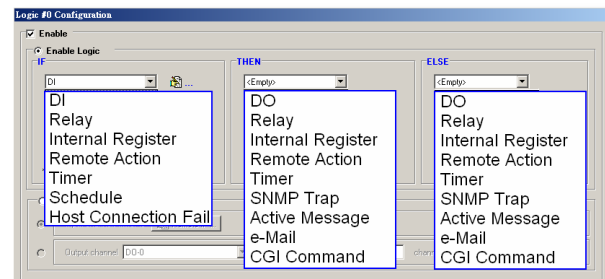 Logic #0 Configuration
Enable
Enable Logic
IF
DI
...
DI
Relay
Internal Register
Remote Action
Timer
Schedule
Host Connection Fail
THEN
<Empty>
DO
Relay
Internal Register
Remote Action
Timer
SNMP Trap
Active Message
e-Mail
CGI Command
ELSE
<Empty>
DO
Relay
Internal Register
Remote Action
Timer
SNMP Trap
Active Message
e-Mail
CGI Command
Output channel DO-0